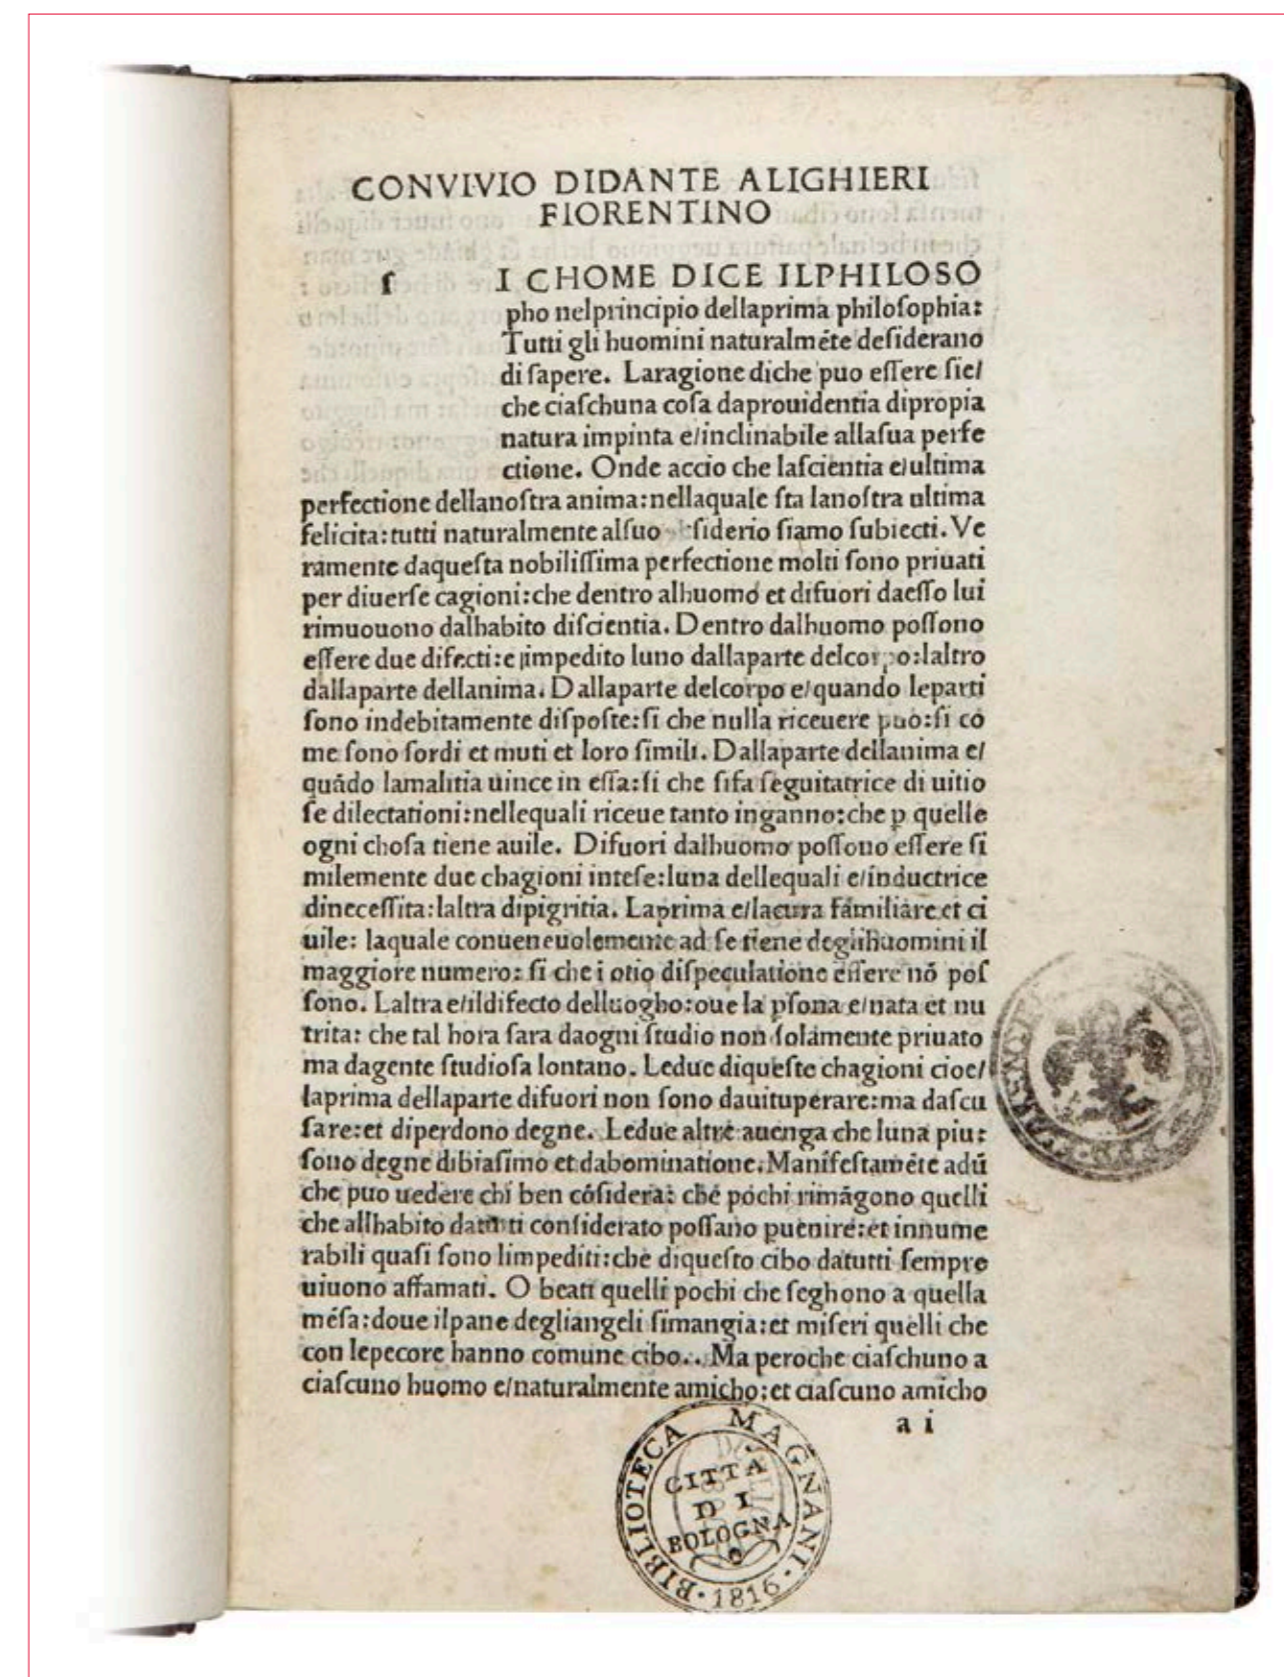 CONVIVIO DIDANTE ALIGHIERI
FIORENTINO
ſ I CHOME DICE ILPHILOSO
pho nelprincipio dellaprima philoſophia:
Tutti gli huomini naturalmēte deſiderano
di ſapere. Laragione diche puo eſſere ſie/
che ciaſchuna coſa daprouidentia dipropia
natura impinta e/inclinabile allaſua perfe
ctione. Onde accio che laſcientia e/ultima
perfectione dellanoſtra anima:nellaquale ſta lanoſtra ultima
felicita:tutti naturalmente alſuo ſiderio ſiamo ſubiecti. Ve
ramente daqueſta nobiliſſima perfectione molti ſono priuati
per diuerſe cagioni:che dentro alhuomo et difuori daeſſo lui
rimuouono dalhabito diſcientia. Dentro dalhuomo poſſono
eſſere due difecti:e impedito luno dallaparte delcorpo:laltro
dallaparte dellanima. Dallaparte delcorpo e/quando leparti
ſono indebitamente diſpoſte:ſi che nulla riceuere puo:ſi co
me ſono ſordi et muti et loro ſimili. Dallaparte dellanima e/
quādo lamalitia uince in eſſa:ſi che ſifa ſeguitatrice di uitio
ſe dilectationi:nellequali riceue tanto inganno:che ꝑ quelle
ogni choſa tiene auile. Difuori dalhuomo poſſono eſſere ſi
milemente due chagioni inteſe:luna dellequali e/inductrice
dineceſſita:laltra dipigritia. Laprima e/lacura familiare et ci
uile: laquale conueneuolemente ad ſe tiene deglihuomini il
maggiore numero: ſi che i otio diſpeculatione eſſere nō poſ
ſono. Laltra e/ildifecto delluogho:oue la ꝑſona e/nata et nu
trita: che tal hora ſara daogni ſtudio non ſolamente priuato
ma dagente ſtudioſa lontano. Ledue diqueſte chagioni cioe/
laprima dellaparte difuori non ſono dauituperare:ma daſcu
ſare:et diperdono degne. Ledue altre auenga che luna piu:
ſono degne dibiaſimo et dabominatione. Manifeſtamēte adū
che puo uedere chi ben cōſidera: che pochi rimāgono quelli
che allhabito datutti conſiderato poſſano ꝑuenire:et innume
rabili quaſi ſono limpediti:che diqueſto cibo datutti ſempre
uiuono affamati. O beati quelli pochi che ſeghono a quella
mēſa:doue ilpane degliangeli ſimangia:et miſeri quelli che
con lepecore hanno comune cibo.. Ma peroche ciaſchuno a
ciaſcuno huomo e/naturalmente amicho:et ciaſcuno amicho
a i
BIBLIOTECA MAGNANI · 1816 ·
CITTA
DI
BOLOGNA